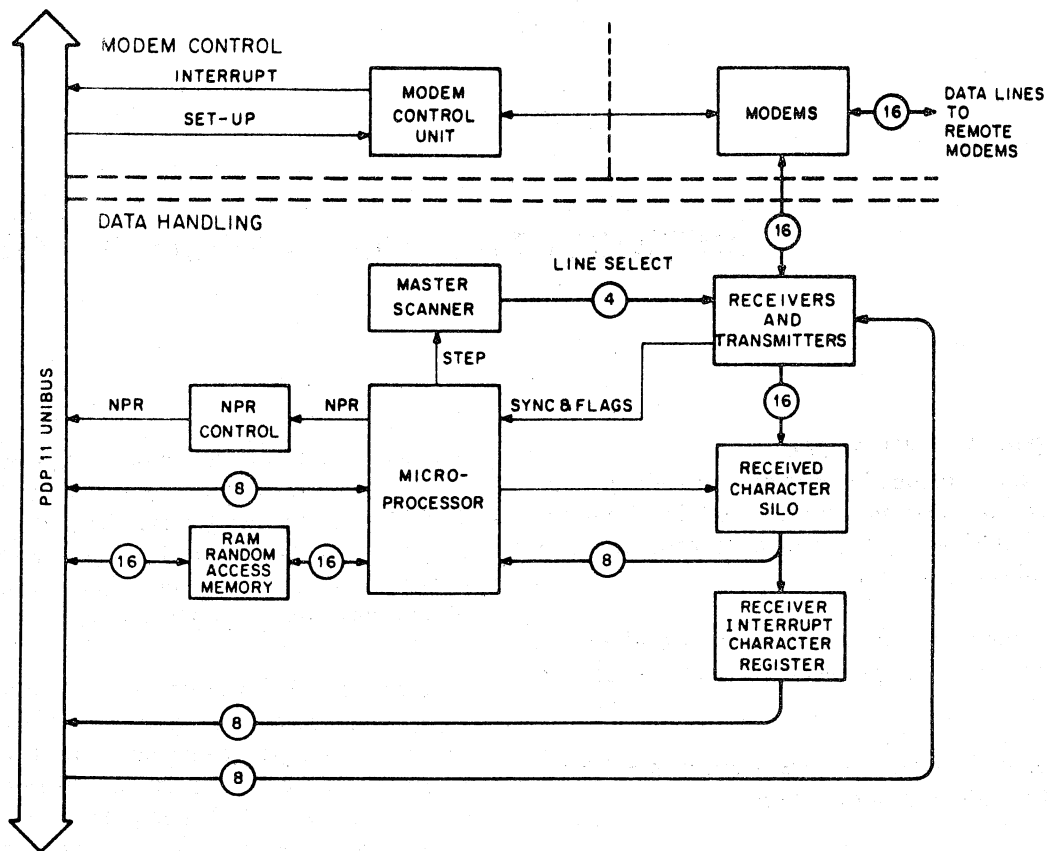 MODEM CONTROL
INTERRUPT
SET-UP
MODEM
CONTROL
UNIT
MODEMS
16
DATA LINES
TO
REMOTE
MODEMS
DATA HANDLING
16
MASTER
SCANNER
LINE SELECT
4
RECEIVERS
AND
TRANSMITTERS
STEP
PDP 11 UNIBUS
NPR
NPR
CONTROL
NPR
SYNC & FLAGS
16
8
MICRO-
PROCESSOR
RECEIVED
CHARACTER
SILO
16
RAM
RANDOM
ACCESS
MEMORY
16
8
RECEIVER
INTERRUPT
CHARACTER
REGISTER
8
8